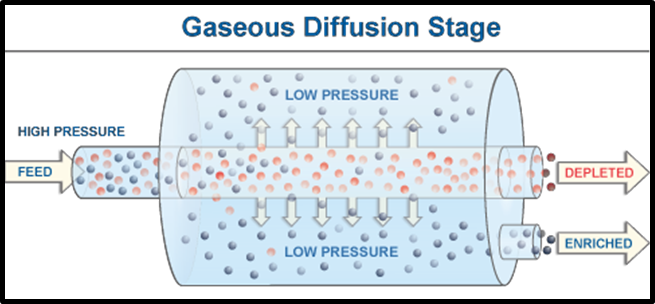 Gaseous Diffusion Stage
LOW PRESSURE
HIGH PRESSURE
FEED
DEPLETED
ENRICHED
LOW PRESSURE